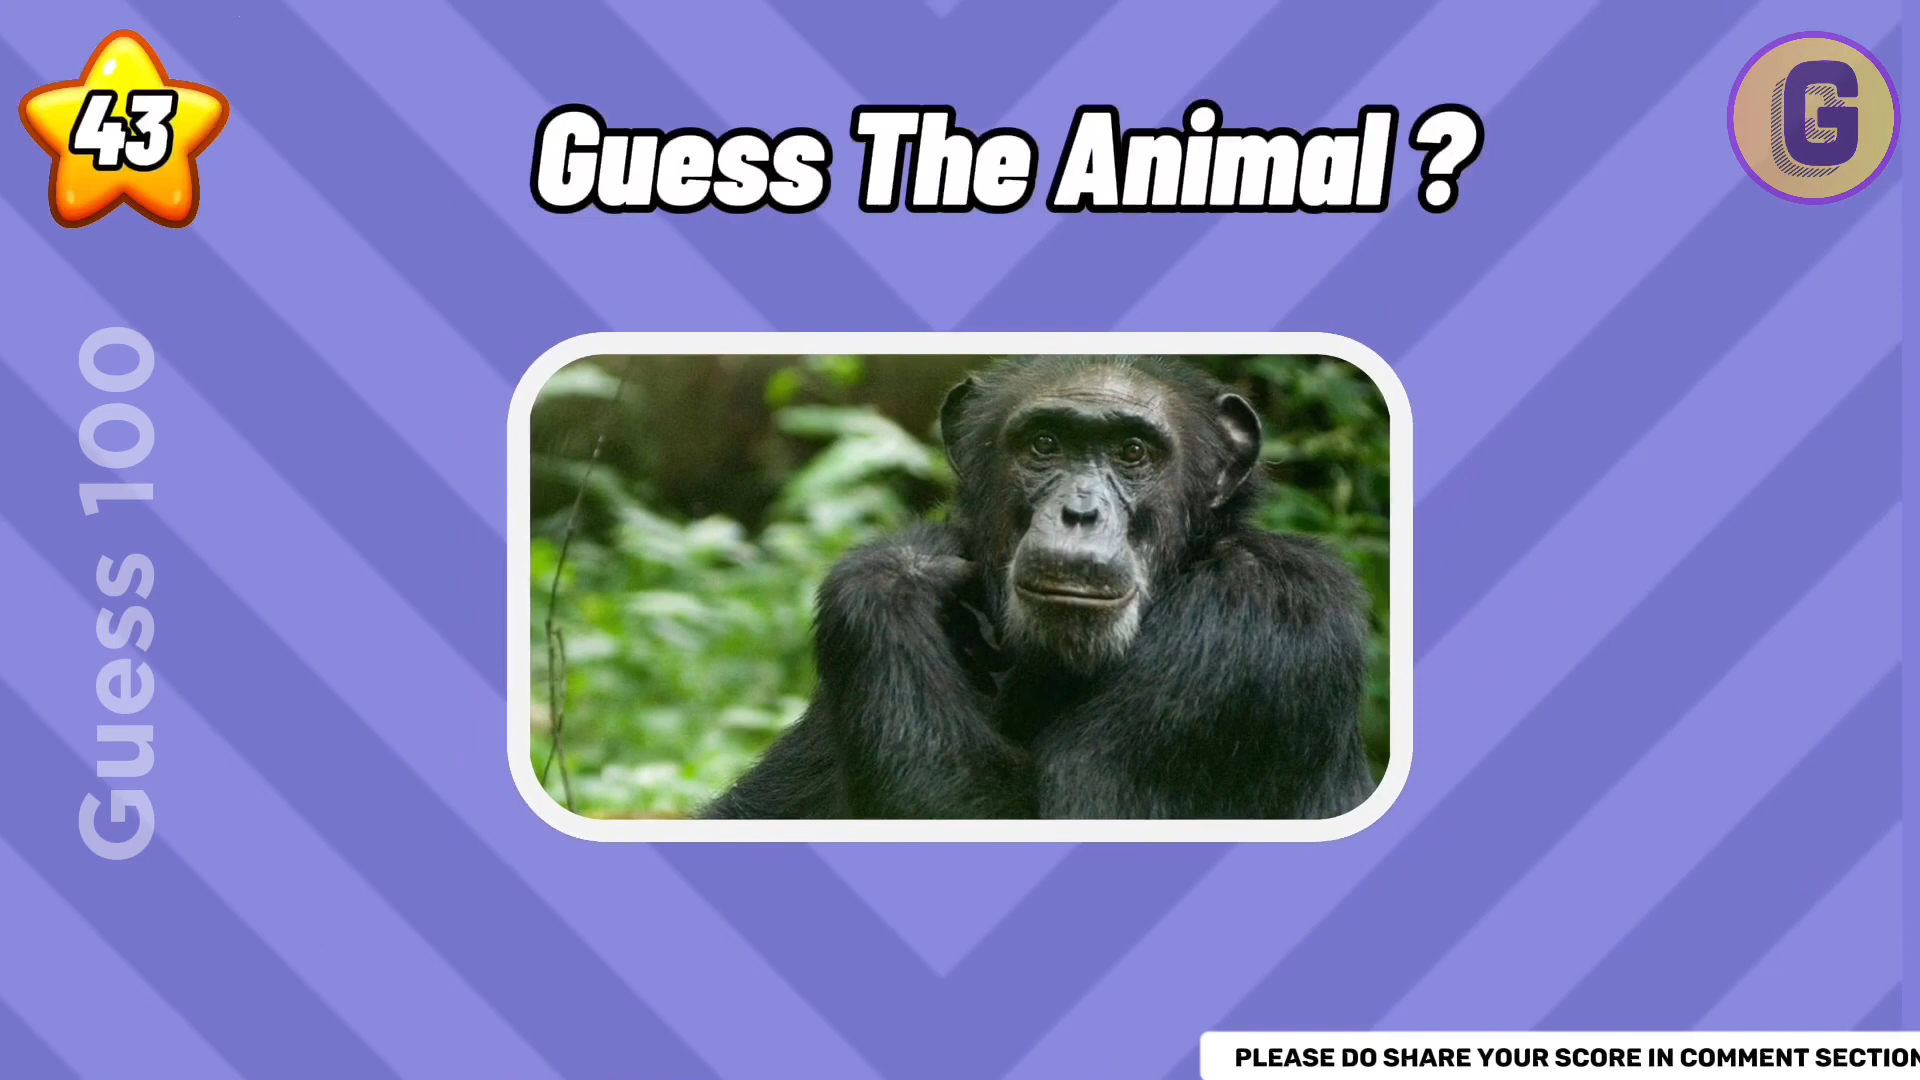 43
Guess The Animal ?
G
Guess 100
PLEASE DO SHARE YOUR SCORE IN COMMENT SECTION